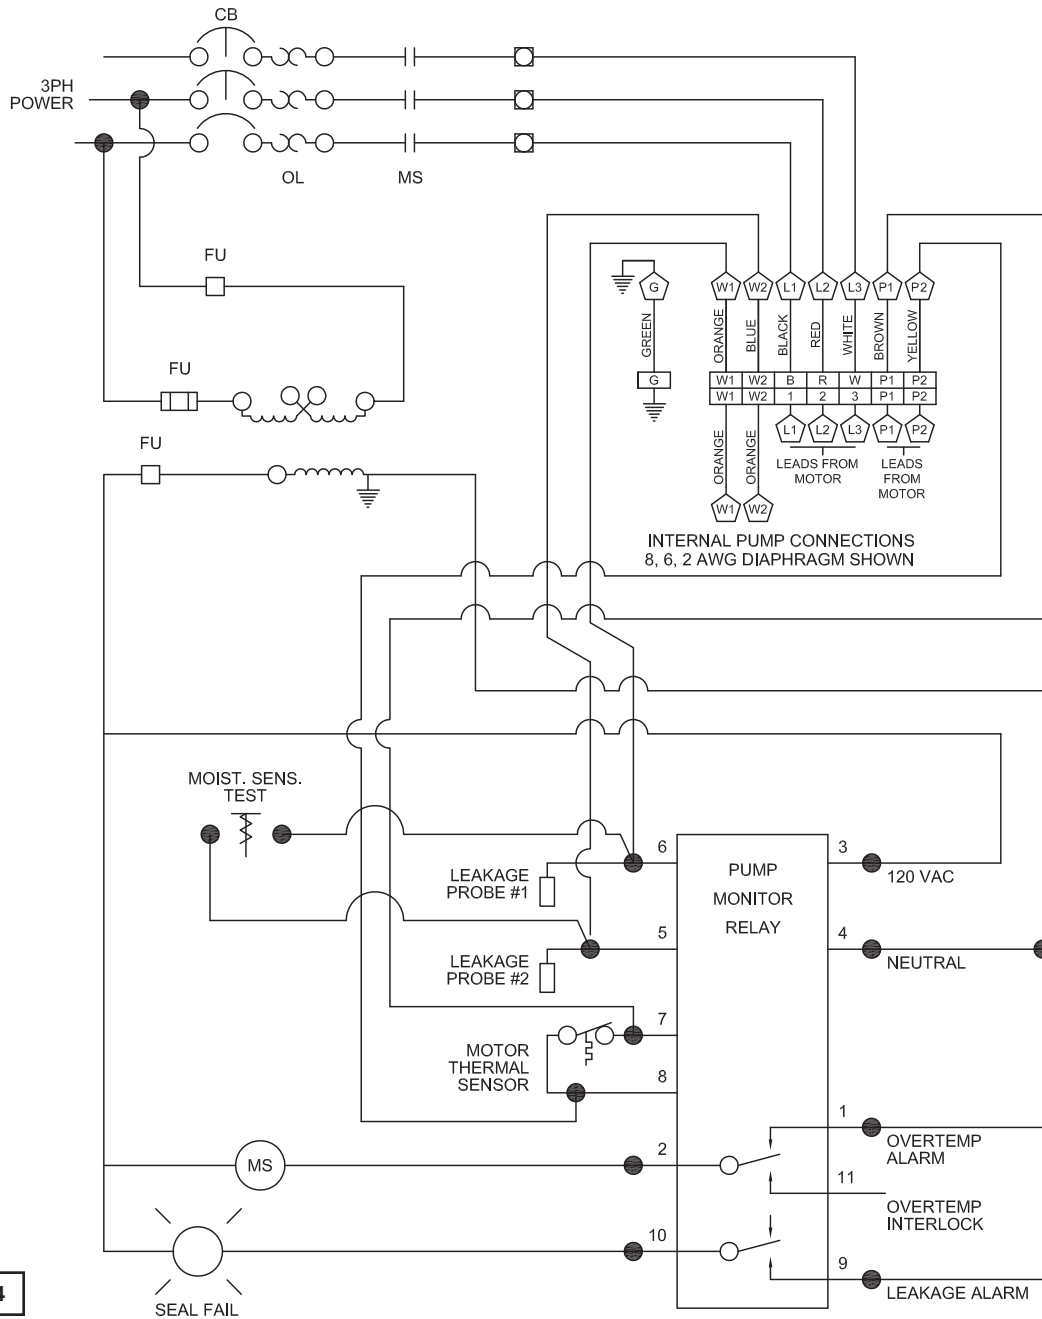 CB
3PH
POWER
OL
MS
FU
FU
FU
G
W1 W2 L1 L2 L3 P1 P2
GREEN
ORANGE
BLUE
BLACK
RED
WHITE
BROWN
YELLOW
G
W1 W2 B R W P1 P2
W1 W2 1 2 3 P1 P2
L1 L2 L3 P1 P2
ORANGE
ORANGE
LEADS FROM
MOTOR
LEADS
FROM
MOTOR
W1 W2
INTERNAL PUMP CONNECTIONS
8, 6, 2 AWG DIAPHRAGM SHOWN
MOIST. SENS.
TEST
LEAKAGE
PROBE #1
6
PUMP
MONITOR
RELAY
3
120 VAC
LEAKAGE
PROBE #2
5
4
NEUTRAL
MOTOR
THERMAL
SENSOR
7
8
1
OVERTEMP
ALARM
MS
2
11
OVERTEMP
INTERLOCK
10
9
LEAKAGE ALARM
SEAL FAIL
4